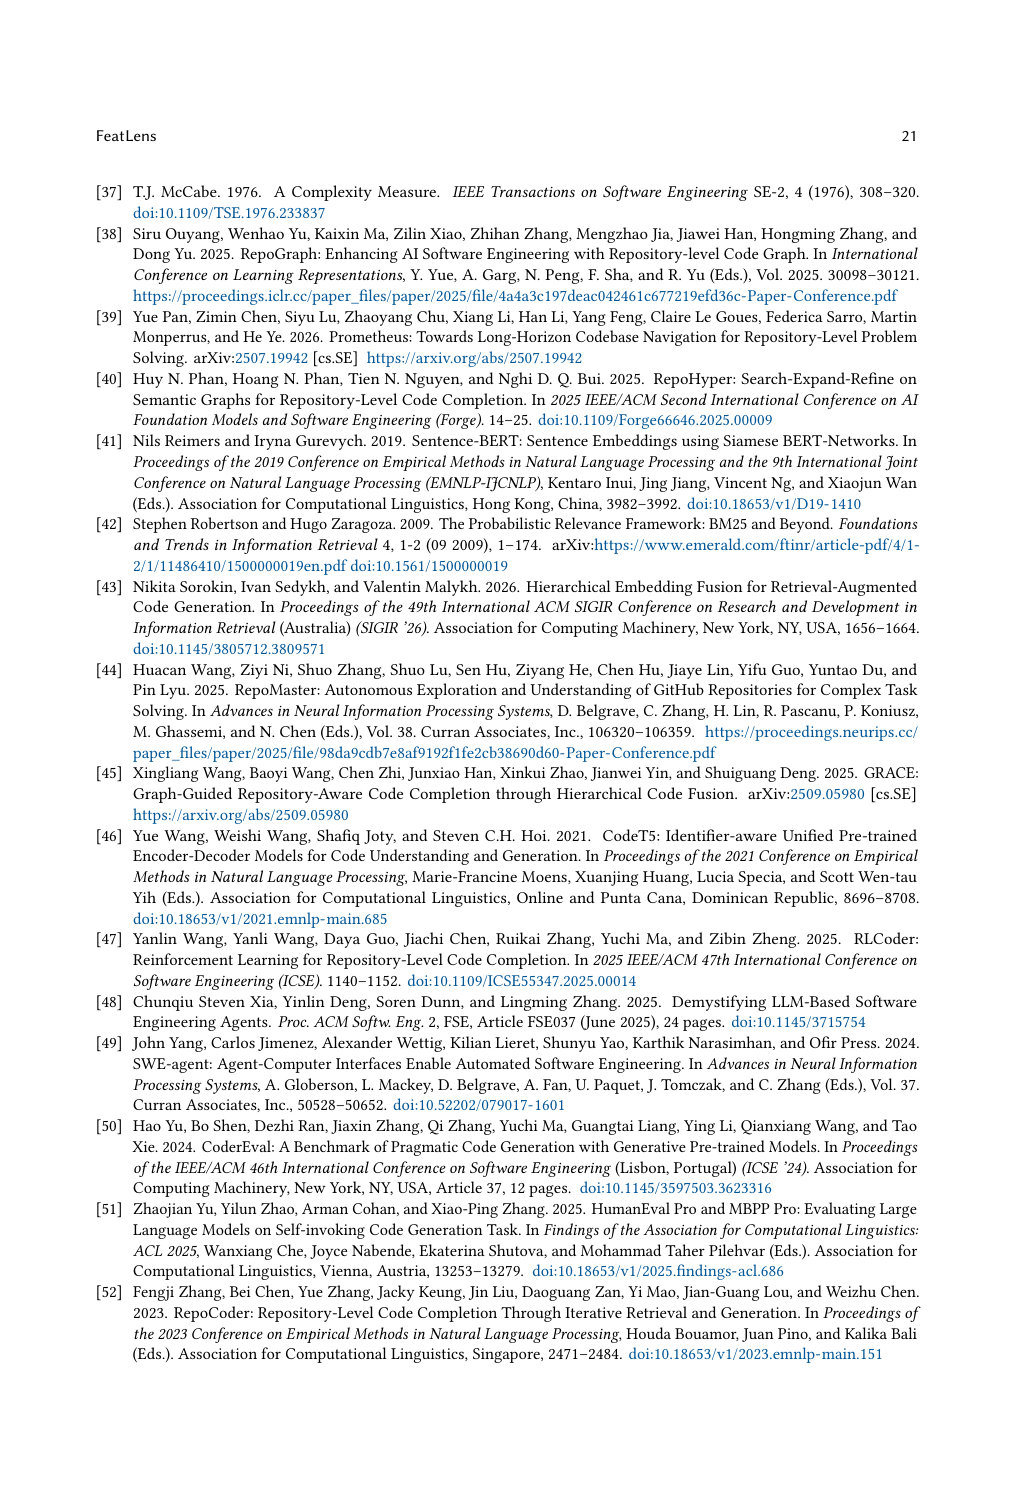 FeatLens 21
[37] T.J. McCabe. 1976. A Complexity Measure. IEEE Transactions on Software Engineering SE-2, 4 (1976), 308–320.
doi:10.1109/TSE.1976.233837
[38] Siru Ouyang, Wenhao Yu, Kaixin Ma, Zilin Xiao, Zhihan Zhang, Mengzhao Jia, Jiawei Han, Hongming Zhang, and
Dong Yu. 2025. RepoGraph: Enhancing AI Software Engineering with Repository-level Code Graph. In International
Conference on Learning Representations, Y. Yue, A. Garg, N. Peng, F. Sha, and R. Yu (Eds.), Vol. 2025. 30098–30121.
https://proceedings.iclr.cc/paper_files/paper/2025/file/4a4a3c197deac042461c677219efd36c-Paper-Conference.pdf
[39] Yue Pan, Zimin Chen, Siyu Lu, Zhaoyang Chu, Xiang Li, Han Li, Yang Feng, Claire Le Goues, Federica Sarro, Martin
Monperrus, and He Ye. 2026. Prometheus: Towards Long-Horizon Codebase Navigation for Repository-Level Problem
Solving. arXiv:2507.19942 [cs.SE] https://arxiv.org/abs/2507.19942
[40] Huy N. Phan, Hoang N. Phan, Tien N. Nguyen, and Nghi D. Q. Bui. 2025. RepoHyper: Search-Expand-Refine on
Semantic Graphs for Repository-Level Code Completion. In 2025 IEEE/ACM Second International Conference on AI
Foundation Models and Software Engineering (Forge). 14–25. doi:10.1109/Forge66646.2025.00009
[41] Nils Reimers and Iryna Gurevych. 2019. Sentence-BERT: Sentence Embeddings using Siamese BERT-Networks. In
Proceedings of the 2019 Conference on Empirical Methods in Natural Language Processing and the 9th International Joint
Conference on Natural Language Processing (EMNLP-IJCNLP), Kentaro Inui, Jing Jiang, Vincent Ng, and Xiaojun Wan
(Eds.). Association for Computational Linguistics, Hong Kong, China, 3982–3992. doi:10.18653/v1/D19-1410
[42] Stephen Robertson and Hugo Zaragoza. 2009. The Probabilistic Relevance Framework: BM25 and Beyond. Foundations
and Trends in Information Retrieval 4, 1-2 (09 2009), 1–174. arXiv:https://www.emerald.com/ftinr/article-pdf/4/1-
2/1/11486410/1500000019en.pdf doi:10.1561/1500000019
[43] Nikita Sorokin, Ivan Sedykh, and Valentin Malykh. 2026. Hierarchical Embedding Fusion for Retrieval-Augmented
Code Generation. In Proceedings of the 49th International ACM SIGIR Conference on Research and Development in
Information Retrieval (Australia) (SIGIR ’26). Association for Computing Machinery, New York, NY, USA, 1656–1664.
doi:10.1145/3805712.3809571
[44] Huacan Wang, Ziyi Ni, Shuo Zhang, Shuo Lu, Sen Hu, Ziyang He, Chen Hu, Jiaye Lin, Yifu Guo, Yuntao Du, and
Pin Lyu. 2025. RepoMaster: Autonomous Exploration and Understanding of GitHub Repositories for Complex Task
Solving. In Advances in Neural Information Processing Systems, D. Belgrave, C. Zhang, H. Lin, R. Pascanu, P. Koniusz,
M. Ghassemi, and N. Chen (Eds.), Vol. 38. Curran Associates, Inc., 106320–106359. https://proceedings.neurips.cc/
paper_files/paper/2025/file/98da9cdb7e8af9192f1fe2cb38690d60-Paper-Conference.pdf
[45] Xingliang Wang, Baoyi Wang, Chen Zhi, Junxiao Han, Xinkui Zhao, Jianwei Yin, and Shuiguang Deng. 2025. GRACE:
Graph-Guided Repository-Aware Code Completion through Hierarchical Code Fusion. arXiv:2509.05980 [cs.SE]
https://arxiv.org/abs/2509.05980
[46] Yue Wang, Weishi Wang, Shafiq Joty, and Steven C.H. Hoi. 2021. CodeT5: Identifier-aware Unified Pre-trained
Encoder-Decoder Models for Code Understanding and Generation. In Proceedings of the 2021 Conference on Empirical
Methods in Natural Language Processing, Marie-Francine Moens, Xuanjing Huang, Lucia Specia, and Scott Wen-tau
Yih (Eds.). Association for Computational Linguistics, Online and Punta Cana, Dominican Republic, 8696–8708.
doi:10.18653/v1/2021.emnlp-main.685
[47] Yanlin Wang, Yanli Wang, Daya Guo, Jiachi Chen, Ruikai Zhang, Yuchi Ma, and Zibin Zheng. 2025. RLCoder:
Reinforcement Learning for Repository-Level Code Completion. In 2025 IEEE/ACM 47th International Conference on
Software Engineering (ICSE). 1140–1152. doi:10.1109/ICSE55347.2025.00014
[48] Chunqiu Steven Xia, Yinlin Deng, Soren Dunn, and Lingming Zhang. 2025. Demystifying LLM-Based Software
Engineering Agents. Proc. ACM Softw. Eng. 2, FSE, Article FSE037 (June 2025), 24 pages. doi:10.1145/3715754
[49] John Yang, Carlos Jimenez, Alexander Wettig, Kilian Lieret, Shunyu Yao, Karthik Narasimhan, and Ofir Press. 2024.
SWE-agent: Agent-Computer Interfaces Enable Automated Software Engineering. In Advances in Neural Information
Processing Systems, A. Globerson, L. Mackey, D. Belgrave, A. Fan, U. Paquet, J. Tomczak, and C. Zhang (Eds.), Vol. 37.
Curran Associates, Inc., 50528–50652. doi:10.52202/079017-1601
[50] Hao Yu, Bo Shen, Dezhi Ran, Jiaxin Zhang, Qi Zhang, Yuchi Ma, Guangtai Liang, Ying Li, Qianxiang Wang, and Tao
Xie. 2024. CoderEval: A Benchmark of Pragmatic Code Generation with Generative Pre-trained Models. In Proceedings
of the IEEE/ACM 46th International Conference on Software Engineering (Lisbon, Portugal) (ICSE ’24). Association for
Computing Machinery, New York, NY, USA, Article 37, 12 pages. doi:10.1145/3597503.3623316
[51] Zhaojian Yu, Yilun Zhao, Arman Cohan, and Xiao-Ping Zhang. 2025. HumanEval Pro and MBPP Pro: Evaluating Large
Language Models on Self-invoking Code Generation Task. In Findings of the Association for Computational Linguistics:
ACL 2025, Wanxiang Che, Joyce Nabende, Ekaterina Shutova, and Mohammad Taher Pilehvar (Eds.). Association for
Computational Linguistics, Vienna, Austria, 13253–13279. doi:10.18653/v1/2025.findings-acl.686
[52] Fengji Zhang, Bei Chen, Yue Zhang, Jacky Keung, Jin Liu, Daoguang Zan, Yi Mao, Jian-Guang Lou, and Weizhu Chen.
2023. RepoCoder: Repository-Level Code Completion Through Iterative Retrieval and Generation. In Proceedings of
the 2023 Conference on Empirical Methods in Natural Language Processing, Houda Bouamor, Juan Pino, and Kalika Bali
(Eds.). Association for Computational Linguistics, Singapore, 2471–2484. doi:10.18653/v1/2023.emnlp-main.151